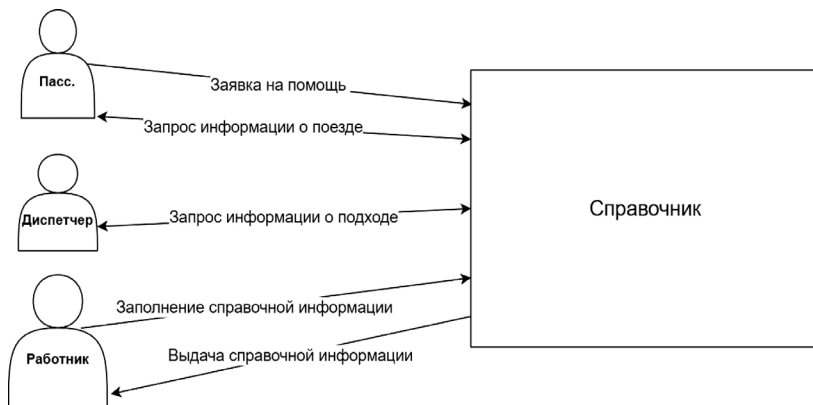 Пасс.
Заявка на помощь
Запрос информации о поезде
Диспетчер
Запрос информации о подходе
Справочник
Заполнение справочной информации
Работник
Выдача справочной информации